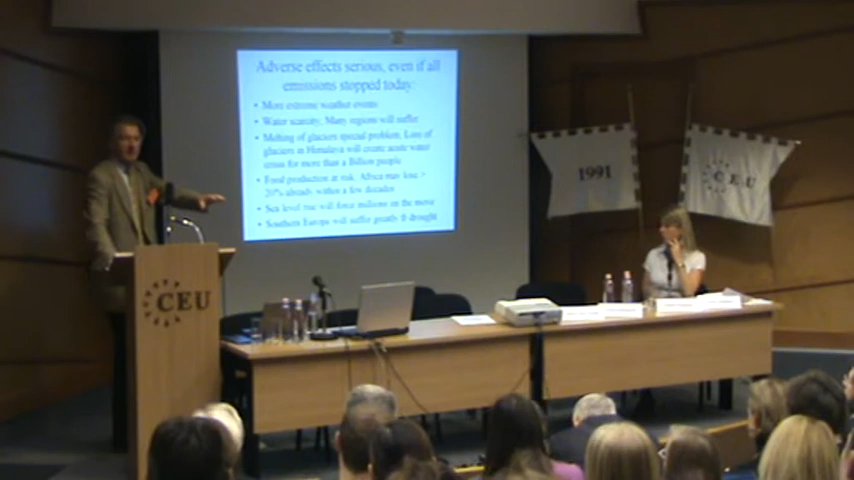 Adverse effects serious, even if all
emissions stopped today:
• More extreme weather events
• Water scarcity; Many regions will suffer
• Melting of glaciers special problem; Loss of
glaciers in Himalaya will create acute water
crisis for more than a Billion people
• Food production at risk; Africa may lose >
20% already within a few decades
• Sea level rise will force millions on the move
• Southern Europe will suffer greatly fr drought
1991
CEU
CEU